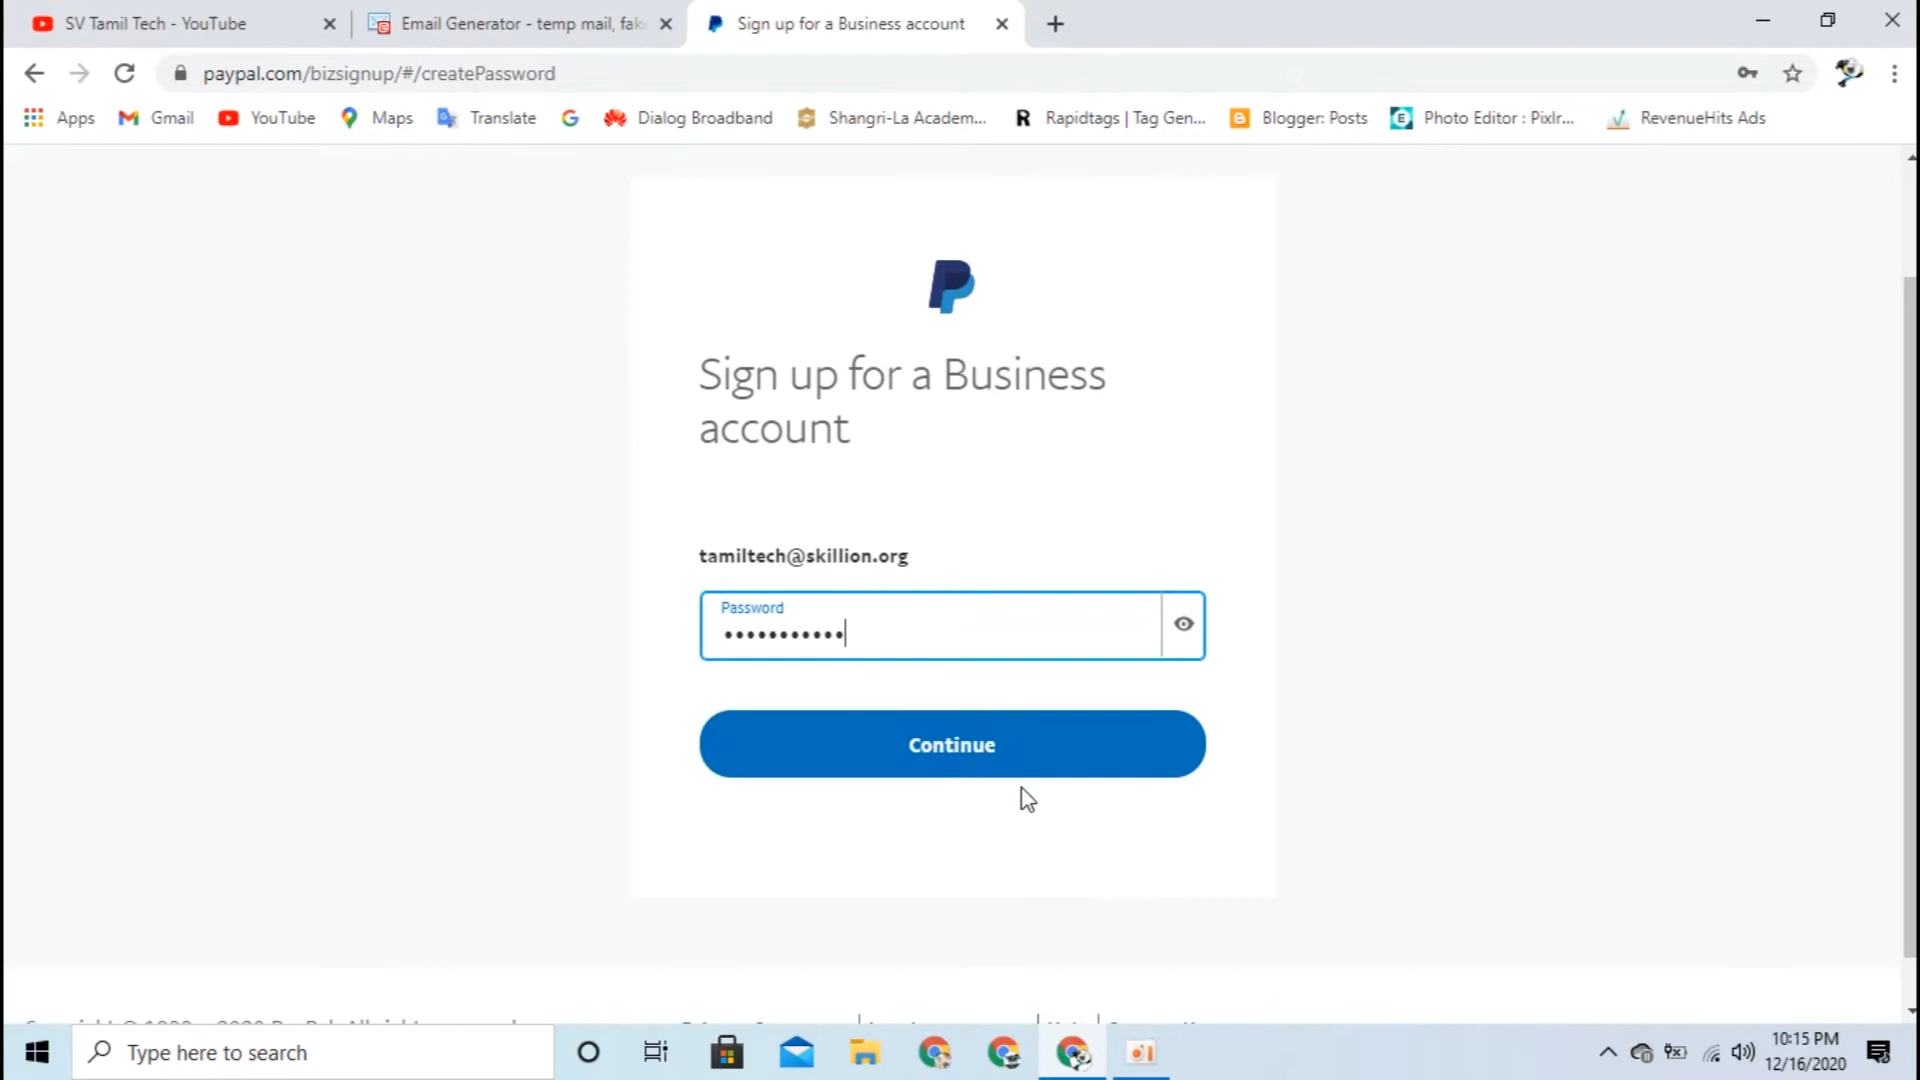 SV Tamil Tech - YouTube
Email Generator - temp mail, fak
Sign up for a Business account
paypal.com/bizsignup/#/createPassword
Apps
Gmail
YouTube
Maps
Translate
Dialog Broadband
Shangri-La Academ...
Rapidtags | Tag Gen...
Blogger: Posts
Photo Editor : Pixlr...
RevenueHits Ads
Sign up for a Business
account
tamiltech@skillion.org
Password
•••••••••••
Continue
Type here to search
10:15 PM
12/16/2020